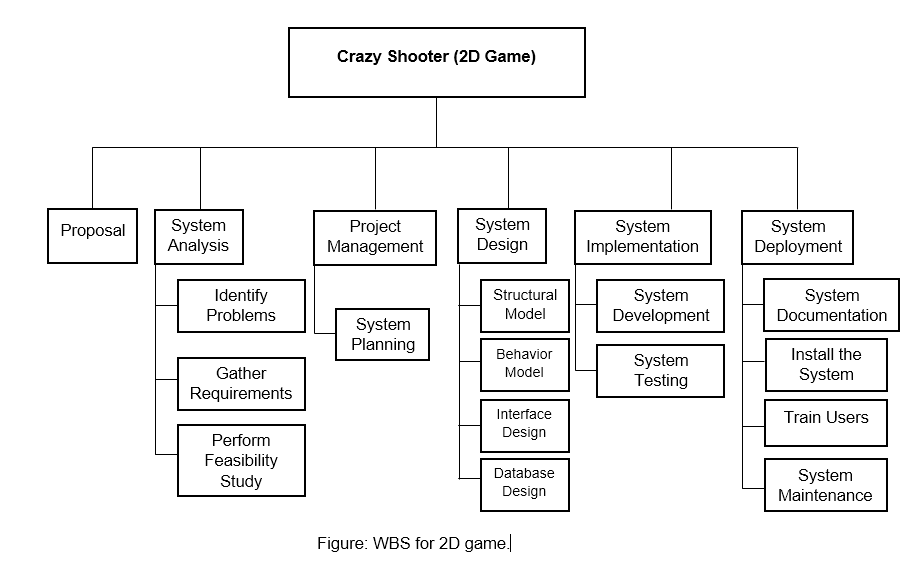 Crazy Shooter (2D Game)
Proposal
System
Analysis
Project
Management
System
Design
System
Implementation
System
Deployment
Identify
Problems
Gather
Requirements
Perform
Feasibility
Study
System
Planning
Structural
Model
Behavior
Model
Interface
Design
Database
Design
System
Development
System
Testing
System
Documentation
Install the
System
Train Users
System
Maintenance
Figure: WBS for 2D game.